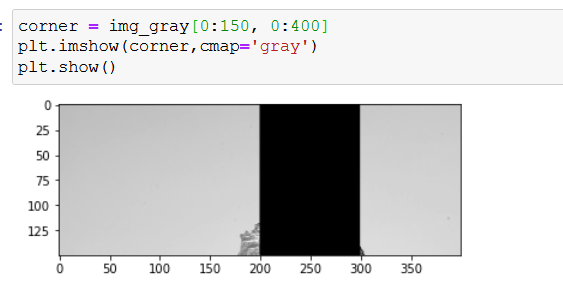 corner = img_gray[0:150, 0:400]
plt.imshow(corner,cmap='gray')
plt.show()
0
25
50
75
100
125
0 50 100 150 200 250 300 350